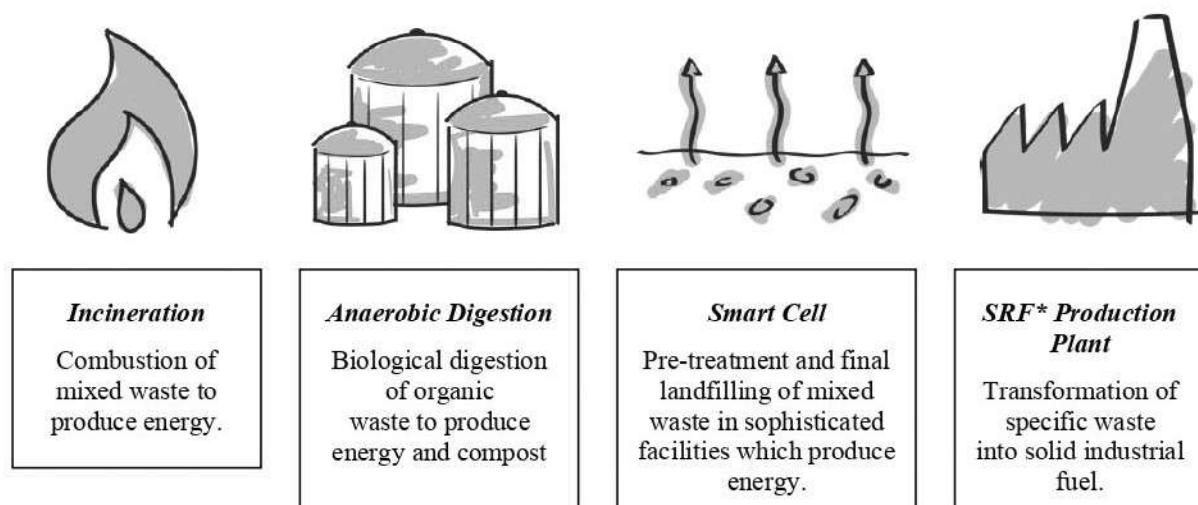 Incineration
Combustion of
mixed waste to
produce energy.
Anaerobic Digestion
Biological digestion
of organic
waste to produce
energy and compost
Smart Cell
Pre-treatment and final
landfilling of mixed
waste in sophisticated
facilities which produce
energy.
SRF* Production
Plant
Transformation of
specific waste
into solid industrial
fuel.